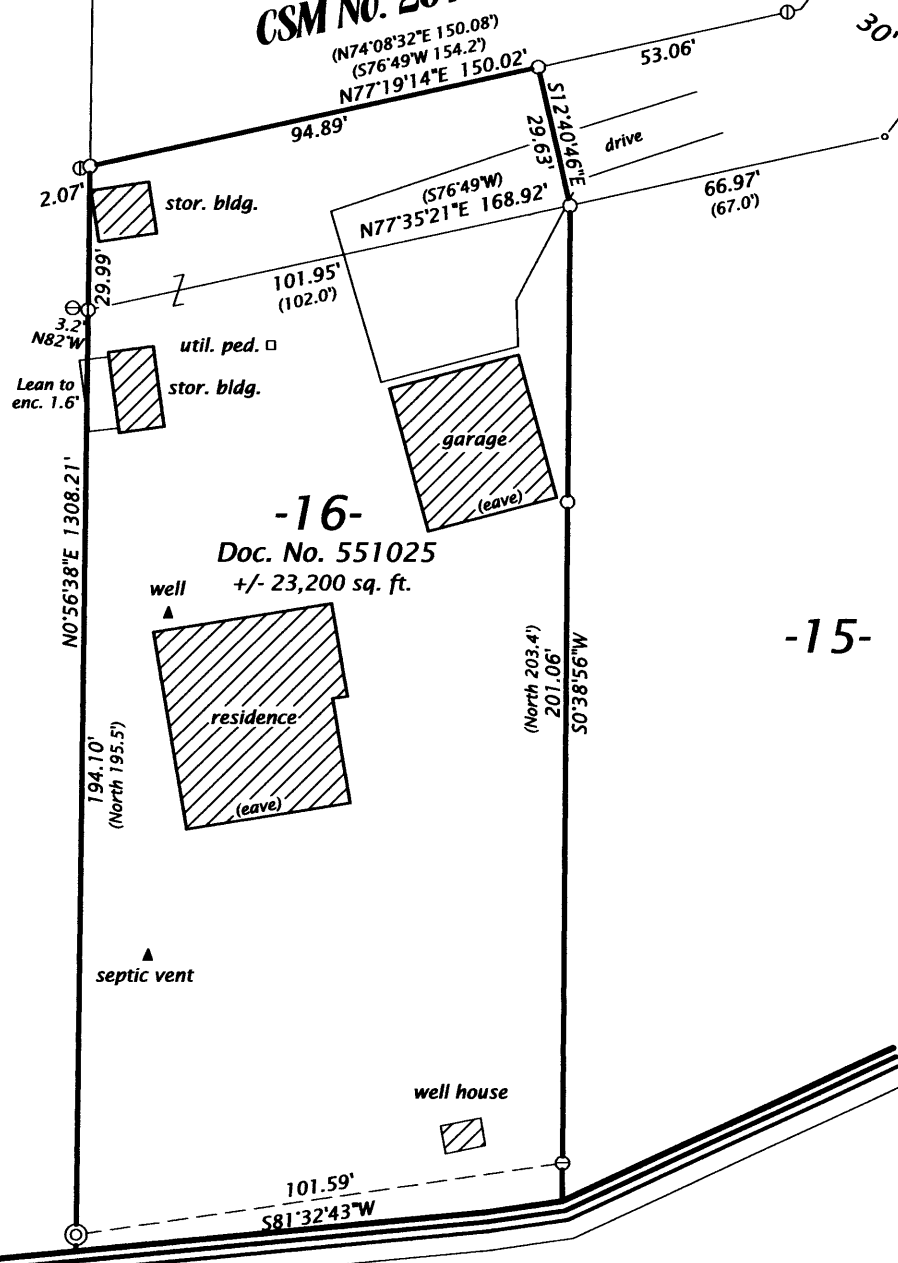 CSM No.
(N74°08'32"E 150.08')
(S76°49'W 154.2')
N77°19'14"E 150.02'
94.89'
53.06'
30'
S12°40'46"E
29.63'
drive
2.07'
stor. bldg.
(S76°49'W)
N77°35'21"E 168.92'
66.97'
(67.0')
29.99'
101.95'
(102.0')
3.2'
N82°W
util. ped.
Lean to
enc. 1.6'
stor. bldg.
garage
(eave)
N0°56'38"E 1308.21'
-16-
Doc. No. 551025
+/- 23,200 sq. ft.
well
-15-
(North 203.4')
201.06'
S0°38'56"W
residence
(eave)
194.10'
(North 195.5')
septic vent
well house
101.59'
S81°32'43"W